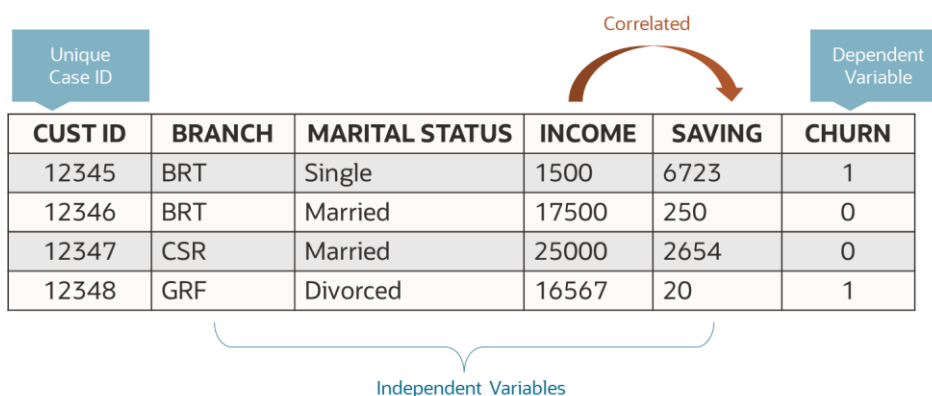 Correlated
Unique
Case ID
Dependent
Variable
CUST ID BRANCH MARITAL STATUS INCOME SAVING CHURN
12345 BRT Single 1500 6723 1
12346 BRT Married 17500 250 0
12347 CSR Married 25000 2654 0
12348 GRF Divorced 16567 20 1
Independent Variables